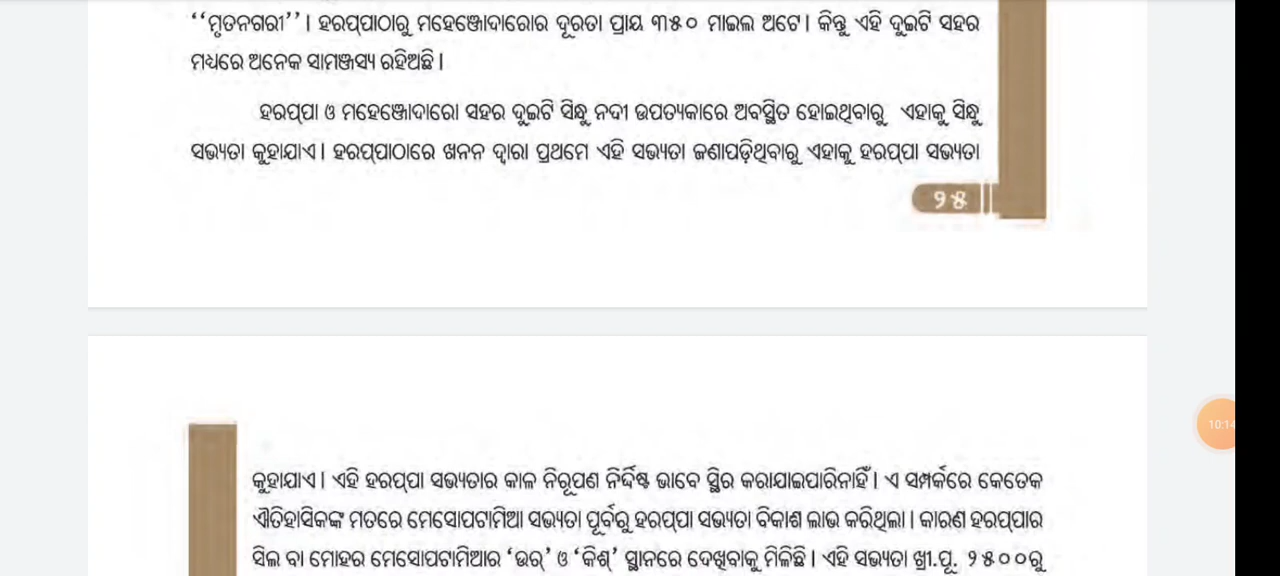 ‘‘ମୃତନଗରୀ’’ । ହରପ୍‌ପାଠାରୁ ମହେଞ୍ଜୋଦାରୋର ଦୂରତା ପ୍ରାୟ ୩୫୦ ମାଇଲ ଅଟେ । କିନ୍ତୁ ଏହି ଦୁଇଟି ସହର
ମଧ୍ୟରେ ଅନେକ ସାମଞ୍ଜସ୍ୟ ରହିଅଛି ।
ହରପ୍‌ପା ଓ ମହେଞ୍ଜୋଦାରୋ ସହର ଦୁଇଟି ସିନ୍ଧୁ ନଦୀ ଉପତ୍ୟକାରେ ଅବସ୍ଥିତ ହୋଇଥିବାରୁ ଏହାକୁ ସିନ୍ଧୁ
ସଭ୍ୟତା କୁହାଯାଏ । ହରପ୍‌ପାଠାରେ ଖନନ ଦ୍ୱାରା ପ୍ରଥମେ ଏହି ସଭ୍ୟତା ଜଣାପଡ଼ିଥିବାରୁ ଏହାକୁ ହରପ୍‌ପା ସଭ୍ୟତା
୨୫
କୁହାଯାଏ । ଏହି ହରପ୍‌ପା ସଭ୍ୟତାର କାଳ ନିରୂପଣ ନିର୍ଦ୍ଦିଷ୍ଟ ଭାବେ ସ୍ଥିର କରାଯାଇପାରିନାହିଁ । ଏ ସମ୍ପର୍କରେ କେତେକ
ଐତିହାସିକଙ୍କ ମତରେ ମେସୋପଟାମିଆ ସଭ୍ୟତା ପୂର୍ବରୁ ହରପ୍‌ପା ସଭ୍ୟତା ବିକାଶ ଲାଭ କରିଥିଲା । କାରଣ ହରପ୍‌ପାର
ସିଲ ବା ମୋହର ମେସୋପଟାମିଆର ‘ଉର୍’ ଓ ‘କିଶ୍’ ସ୍ଥାନରେ ଦେଖିବାକୁ ମିଳିଛି । ଏହି ସଭ୍ୟତା ଖ୍ରୀ.ପୂ. ୨୫୦୦ରୁ
10:14